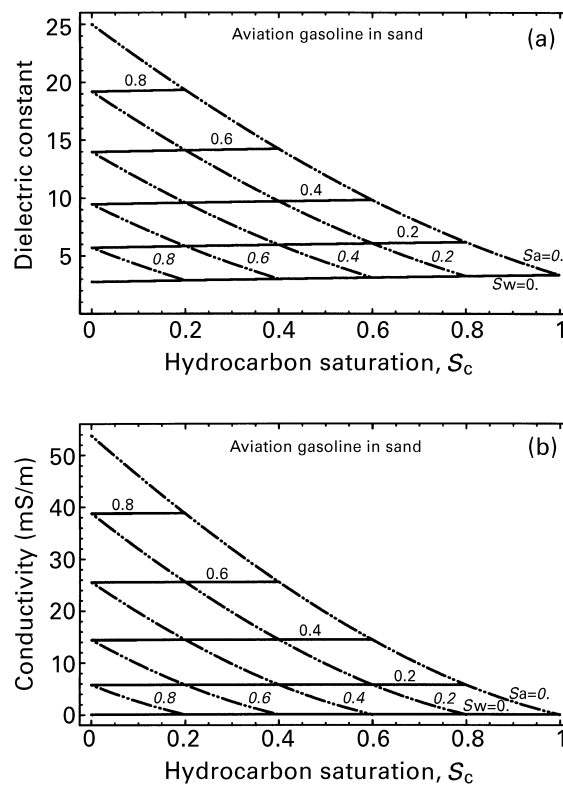 25
Aviation gasoline in sand
(a)
20
0.8
15
0.6
10
0.4
0.2
5
0.8
0.6
0.4
0.2
Sa=0.
Sw=0.
Dielectric constant
0 0.2 0.4 0.6 0.8 1
Hydrocarbon saturation, Sc
Aviation gasoline in sand
(b)
50
40
0.8
30
0.6
20
0.4
10
0.2
0.8
0.6
0.4
0.2
Sa=0.
Sw=0.
0
Conductivity (mS/m)
0 0.2 0.4 0.6 0.8 1
Hydrocarbon saturation, Sc